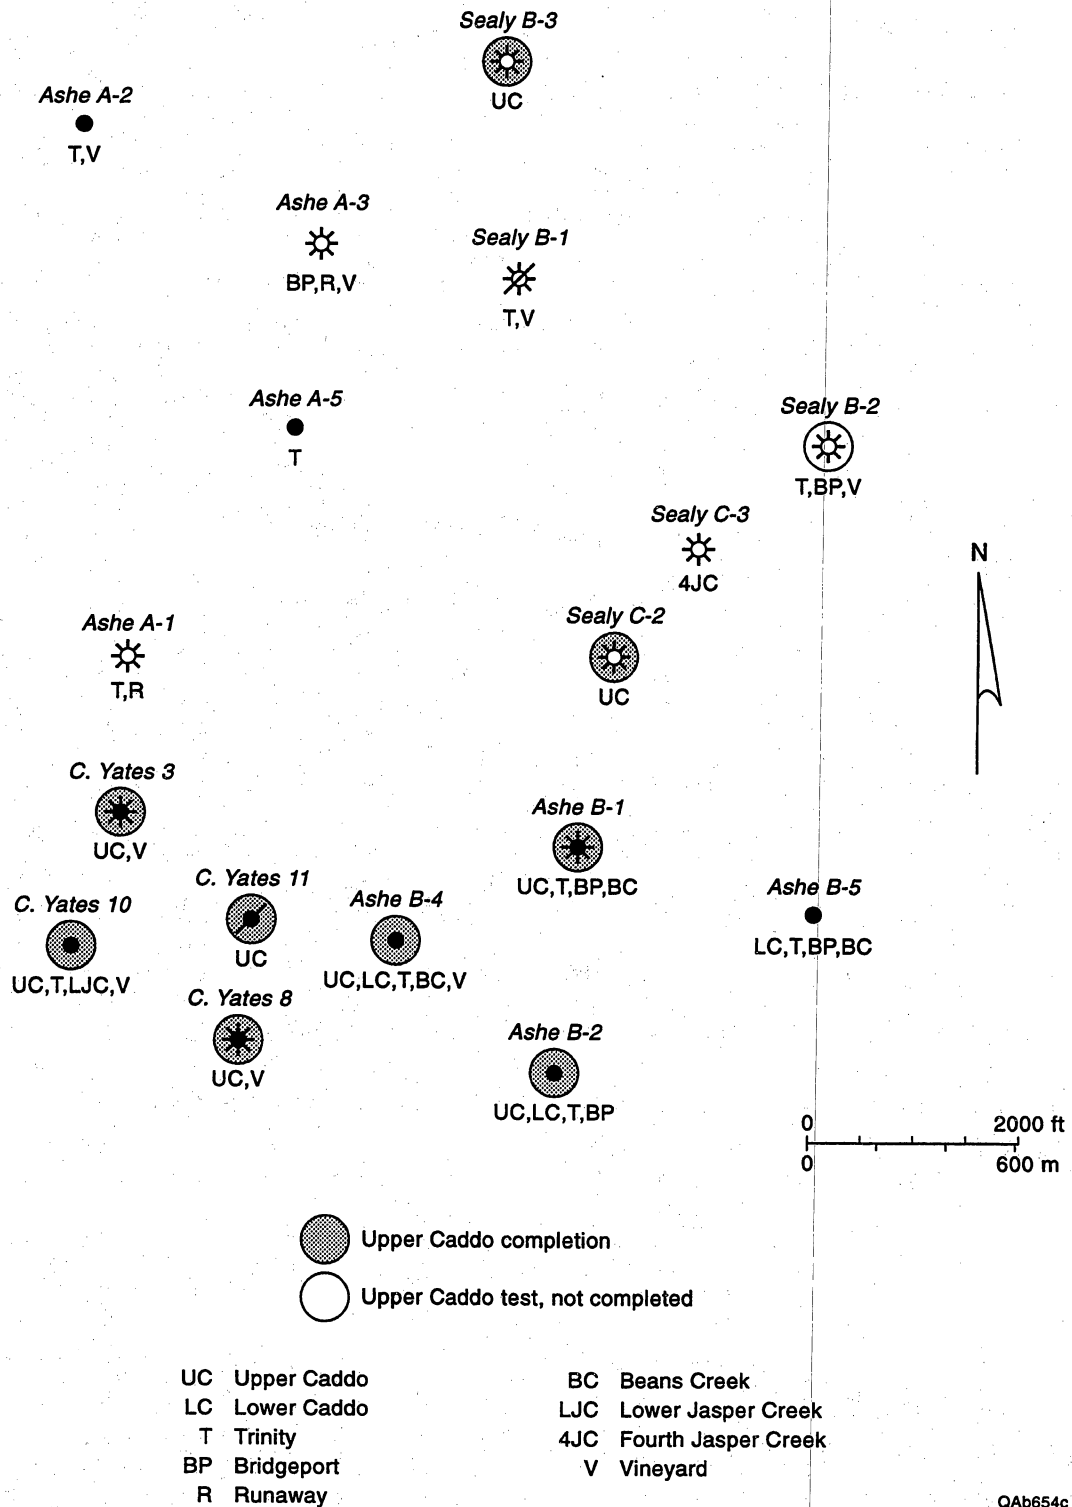 Sealy B-3
UC
Ashe A-2
T,V
Ashe A-3
BP,R,V
Sealy B-1
T,V
Ashe A-5
T
Sealy B-2
T,BP,V
Sealy C-3
4JC
N
Ashe A-1
T,R
Sealy C-2
UC
C. Yates 3
UC,V
Ashe B-1
UC,T,BP,BC
C. Yates 11
UC
Ashe B-4
UC,LC,T,BC,V
Ashe B-5
LC,T,BP,BC
C. Yates 10
UC,T,LJC,V
C. Yates 8
UC,V
Ashe B-2
UC,LC,T,BP
0 2000 ft
0 600 m
Upper Caddo completion
Upper Caddo test, not completed
UC Upper Caddo
LC Lower Caddo
T Trinity
BP Bridgeport
R Runaway
BC Beans Creek
LJC Lower Jasper Creek
4JC Fourth Jasper Creek
V Vineyard
QAb654c